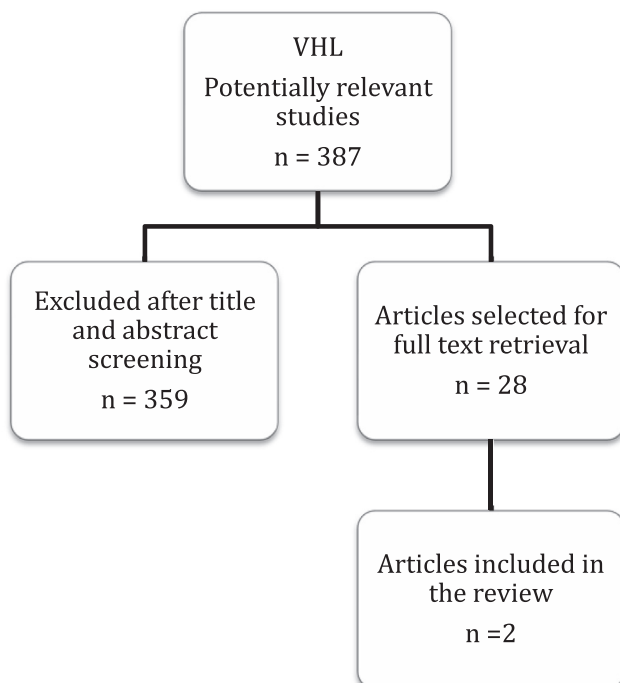 VHL
Potentially relevant
studies
n = 387
Excluded after title
and abstract
screening
n = 359
Articles selected for
full text retrieval
n = 28
Articles included in
the review
n =2